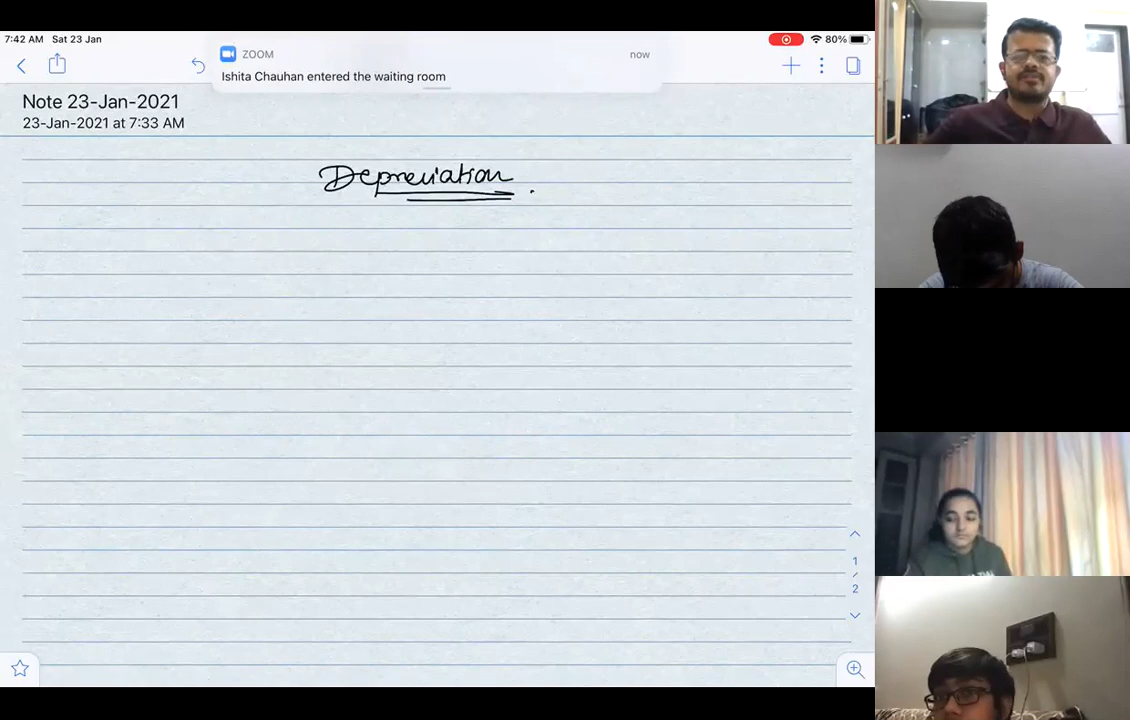 7:42 AM Sat 23 Jan
80%
ZOOM
now
Ishita Chauhan entered the waiting room
Note 23-Jan-2021
23-Jan-2021 at 7:33 AM
Depreciation.
1
2